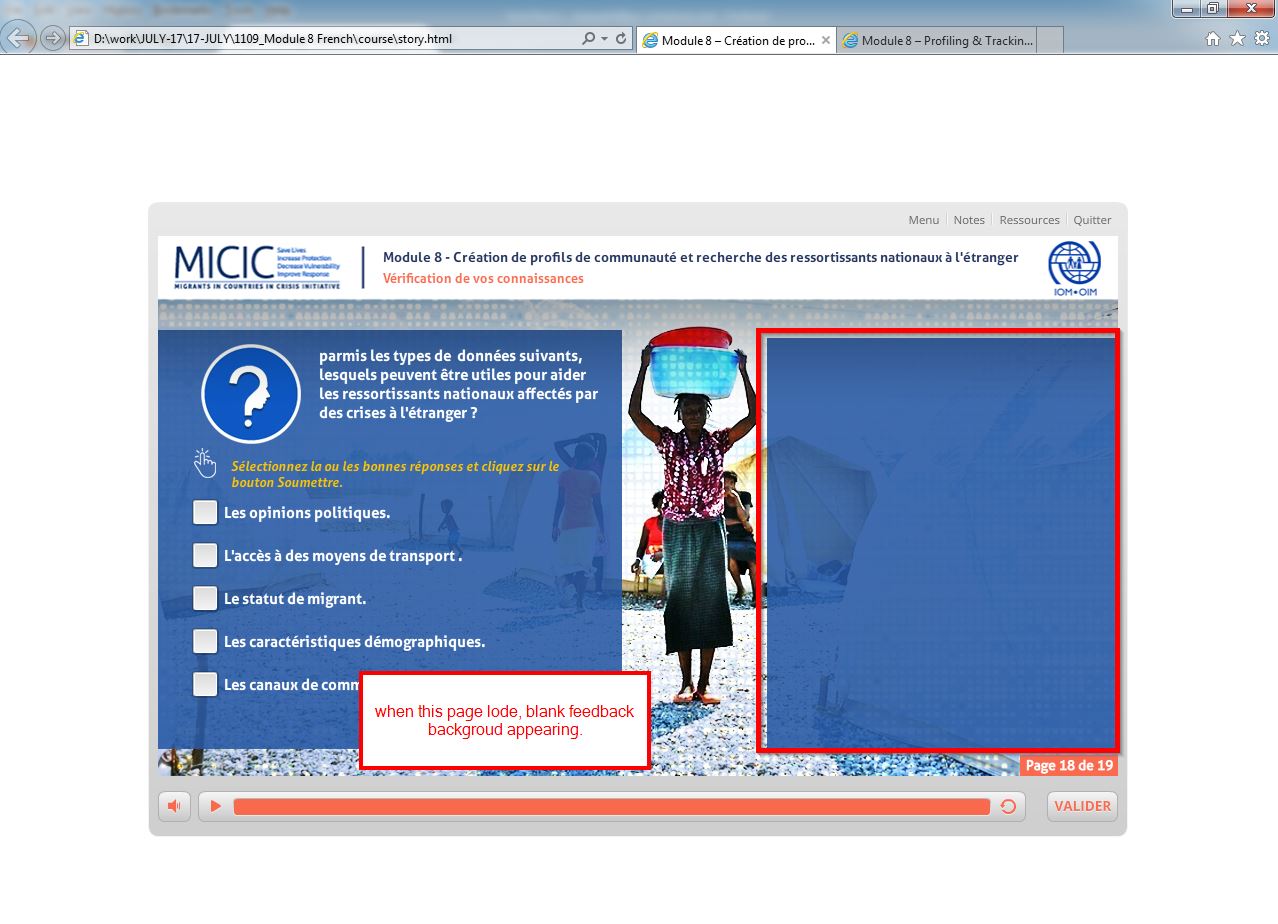 D:\work\JULY-17\17-JULY\1109_Module 8 French\course\story.html
Module 8 – Création de pro...
Module 8 – Profiling & Trackin...
Menu
Notes
Ressources
Quitter
MICIC
Save Lives
Increase Protection
Decrease Vulnerability
Improve Response
MIGRANTS IN COUNTRIES IN CRISIS INITIATIVE
Module 8 - Création de profils de communauté et recherche des ressortissants nationaux à l'étranger
Vérification de vos connaissances
IOM•OIM
parmis les types de données suivants,
lesquels peuvent être utiles pour aider
les ressortissants nationaux affectés par
des crises à l'étranger ?
Sélectionnez la ou les bonnes réponses et cliquez sur le
bouton Soumettre.
Les opinions politiques.
L'accès à des moyens de transport .
Le statut de migrant.
Les caractéristiques démographiques.
Les canaux de comm
when this page lode, blank feedback
backgroud appearing.
Page 18 de 19
VALIDER